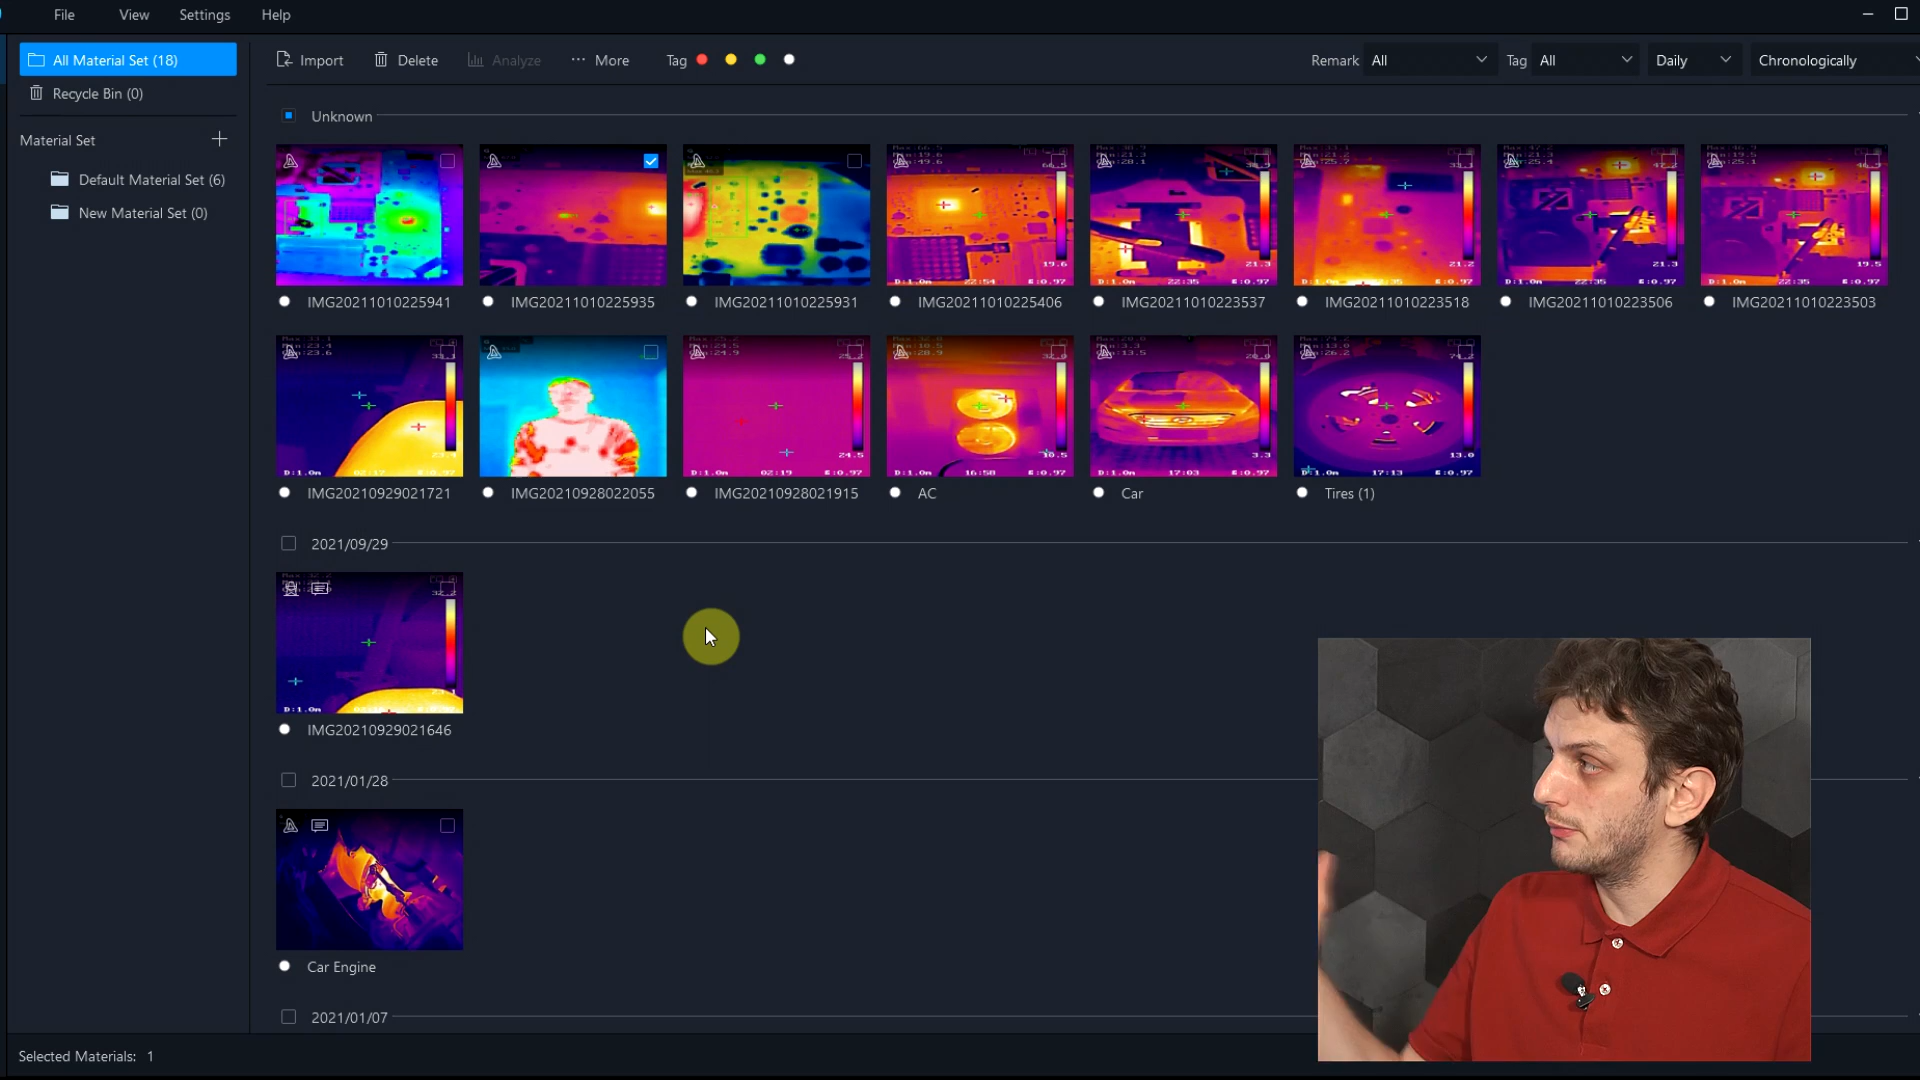 File View Settings Help
All Material Set (18)
Recycle Bin (0)
Material Set
Default Material Set (6)
New Material Set (0)
Import Delete Analyze More Tag
Remark All Tag All Daily Chronologically
Unknown
IMG20211010225941 IMG20211010225935 IMG20211010225931 IMG20211010225406 IMG20211010223537 IMG20211010223518 IMG20211010223506 IMG20211010223503
IMG20210929021721 IMG20210928022055 IMG20210928021915 AC Car Tires (1)
2021/09/29
IMG20210929021646
2021/01/28
Car Engine
2021/01/07
Selected Materials: 1